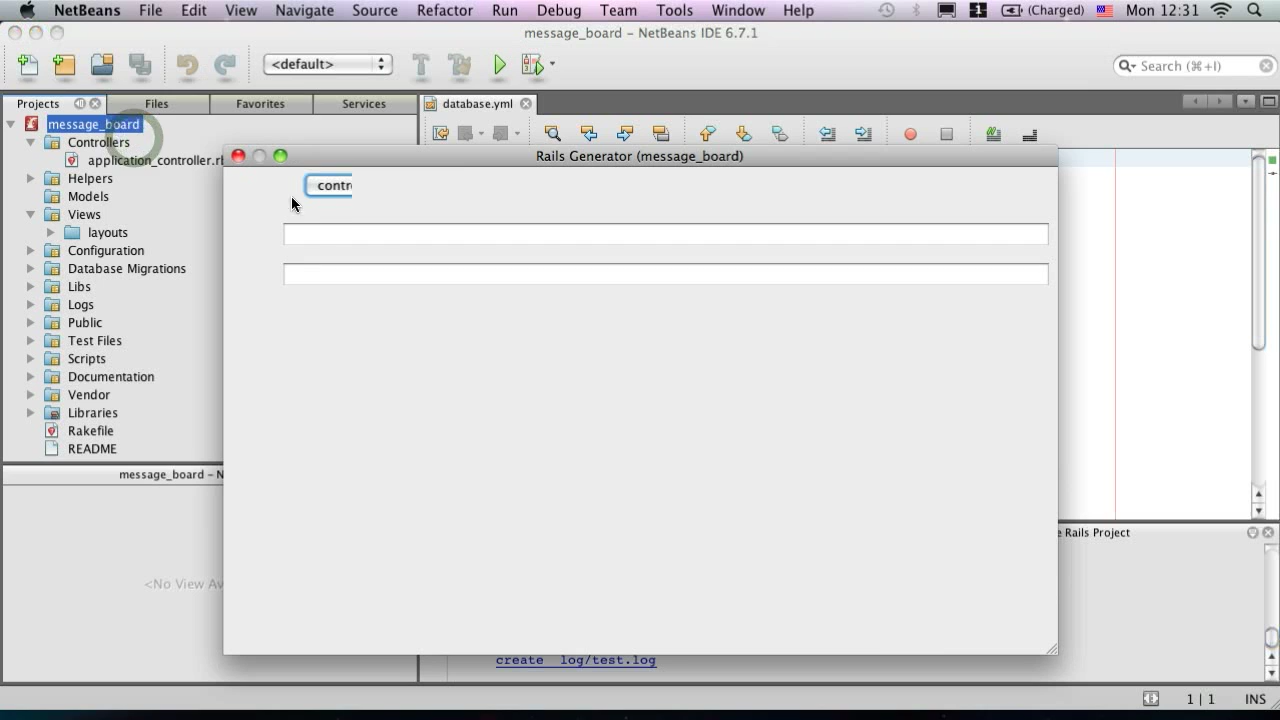 NetBeans File Edit View Navigate Source Refactor Run Debug Team Tools Window Help 1 (Charged) Mon 12:31
message_board – NetBeans IDE 6.7.1
<default> Search (⌘+I)
Projects Files Favorites Services database.yml
message_board
Controllers
application_controller.rb
Rails Generator (message_board)
Helpers
contr
Models
Views
layouts
Configuration
Database Migrations
Libs
Logs
Public
Test Files
Scripts
Documentation
Vendor
Libraries
Rakefile
README
message_board – N
e Rails Project
<No View Av
create log/test.log
1 | 1 INS